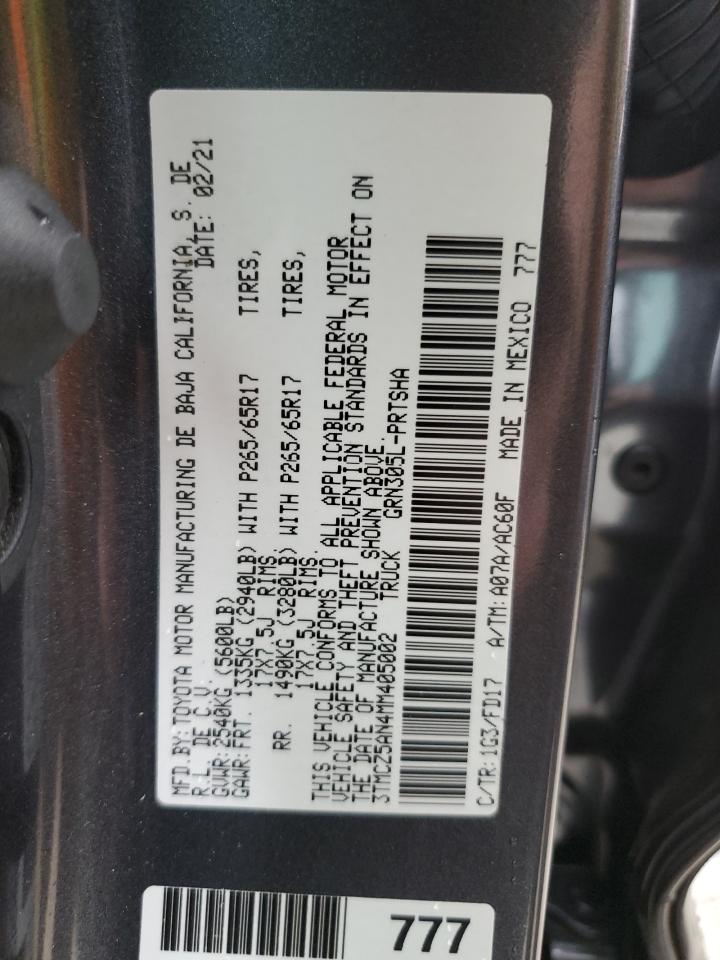 MFD.BY:TOYOTA MOTOR MANUFACTURING DE BAJA CALIFORNIA, S. DE
R.L. DE C.V. DATE: 02/21
GVWR:2540KG (5600LB)
GAWR:FRT. 1335KG (2940LB) WITH P265/65R17 TIRES,
17X7.5J RIMS.
RR. 1490KG (3280LB) WITH P265/65R17 TIRES,
17X7.5J RIMS.
THIS VEHICLE CONFORMS TO ALL APPLICABLE FEDERAL MOTOR
VEHICLE SAFETY AND THEFT PREVENTION STANDARDS IN EFFECT ON
THE DATE OF MANUFACTURE SHOWN ABOVE.
3TMCZ5AN4MM405002 TRUCK GRN305L-PRTSHA
C/TR:1G3/FD17 A/TM:A07A/AC60F MADE IN MEXICO 777
777